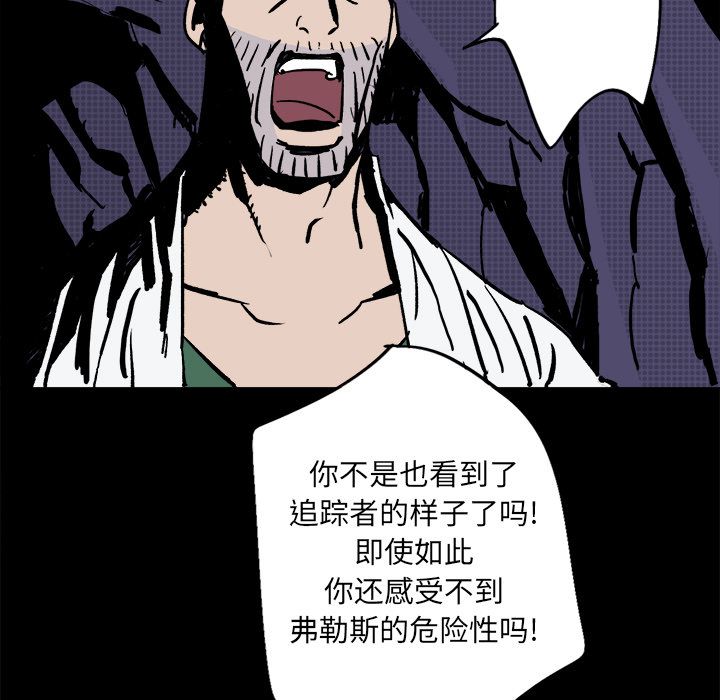 你不是也看到了
追踪者的样子了吗!
即使如此
你还感受不到
弗勒斯的危险性吗!